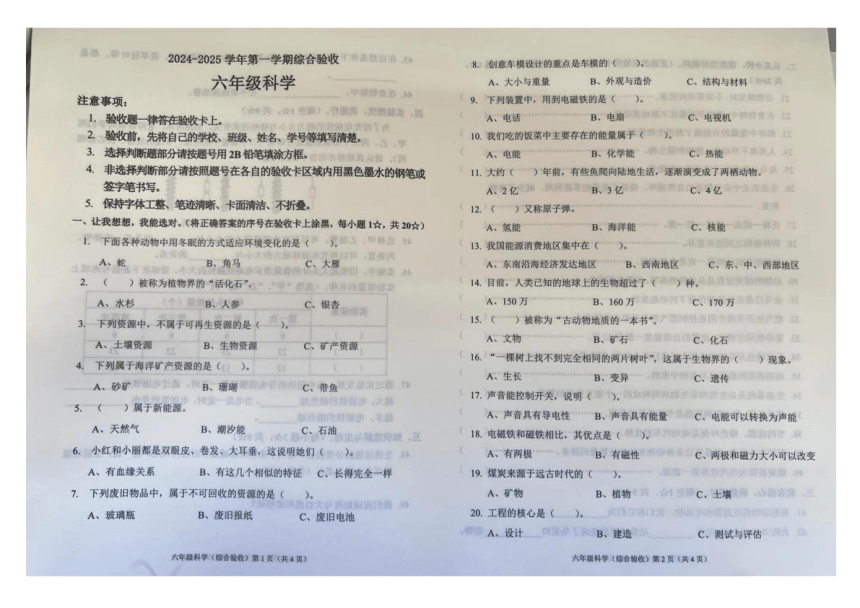 2024-2025 学年第一学期综合验收
六年级科学
注意事项：
1. 验收题一律答在验收卡上。
2. 验收前，先将自己的学校、班级、姓名、学号等填写清楚。
3. 选择判断题部分请按题号用 2B 铅笔填涂方框。
4. 非选择判断题部分请按照题号在各自的验收卡区域内用黑色墨水的钢笔或
签字笔书写。
5. 保持字体工整、笔迹清晰、卡面清洁、不折叠。
一、让我想想，我能选对。（将正确答案的序号在验收卡上涂黑，每小题 1☆，共 20☆）
1. 下面各种动物中用冬眠的方式适应环境变化的是（ ）。
A、蛇 B、角马 C、大雁
2. （ ）被称为植物界的“活化石”。
A、水杉 B、人参 C、银杏
3. 下列资源中，不属于可再生资源的是（ ）。
A、土壤资源 B、生物资源 C、矿产资源
4. 下列属于海洋矿产资源的是（ ）。
A、砂矿 B、珊瑚 C、带鱼
5. （ ）属于新能源。
A、天然气 B、潮汐能 C、石油
6. 小红和小丽都是双眼皮、卷发、大耳垂，这说明她们（ ）。
A、有血缘关系 B、有这几个相似的特征 C、长得完全一样
7. 下列废旧物品中，属于不可回收的资源的是（ ）。
A、玻璃瓶 B、废旧报纸 C、废旧电池
六年级科学（综合验收）第 1 页（共 4 页）
8. 创意车模设计的重点是车模的（ ）。
A、大小与重量 B、外观与造价 C、结构与材料
9. 下列装置中，用到电磁铁的是（ ）。
A、电话 B、电扇 C、电视机
10. 我们吃的饭菜中主要存在的能量属于（ ）。
A、电能 B、化学能 C、热能
11. 大约（ ）年前，有些鱼爬向陆地生活，逐渐演变成了两栖动物。
A、2 亿 B、3 亿 C、4 亿
12. （ ）又称原子弹。
A、氢能 B、海洋能 C、核能
13. 我国能源消费地区集中在（ ）。
A、东南沿海经济发达地区 B、西南地区 C、东、中、西部地区
14. 目前，人类已知的地球上的生物超过了（ ）种。
A、150 万 B、160 万 C、170 万
15. （ ）被称为“古动物地质的一本书”。
A、文物 B、矿石 C、化石
16. “一棵树上找不到完全相同的两片树叶”，这属于生物界的（ ）现象。
A、生长 B、变异 C、遗传
17. 声音能控制开关，说明（ ）。
A、声音具有导电性 B、声音具有能量 C、电能可以转换为声能
18. 电磁铁和磁铁相比，其优点是（ ）。
A、有两极 B、有磁性 C、两极和磁力大小可以改变
19. 煤炭来源于远古时代的（ ）。
A、矿物 B、植物 C、土壤
20. 工程的核心是（ ）。
A、设计 B、建造 C、测试与评估
六年级科学（综合验收）第 2 页（共 4 页）